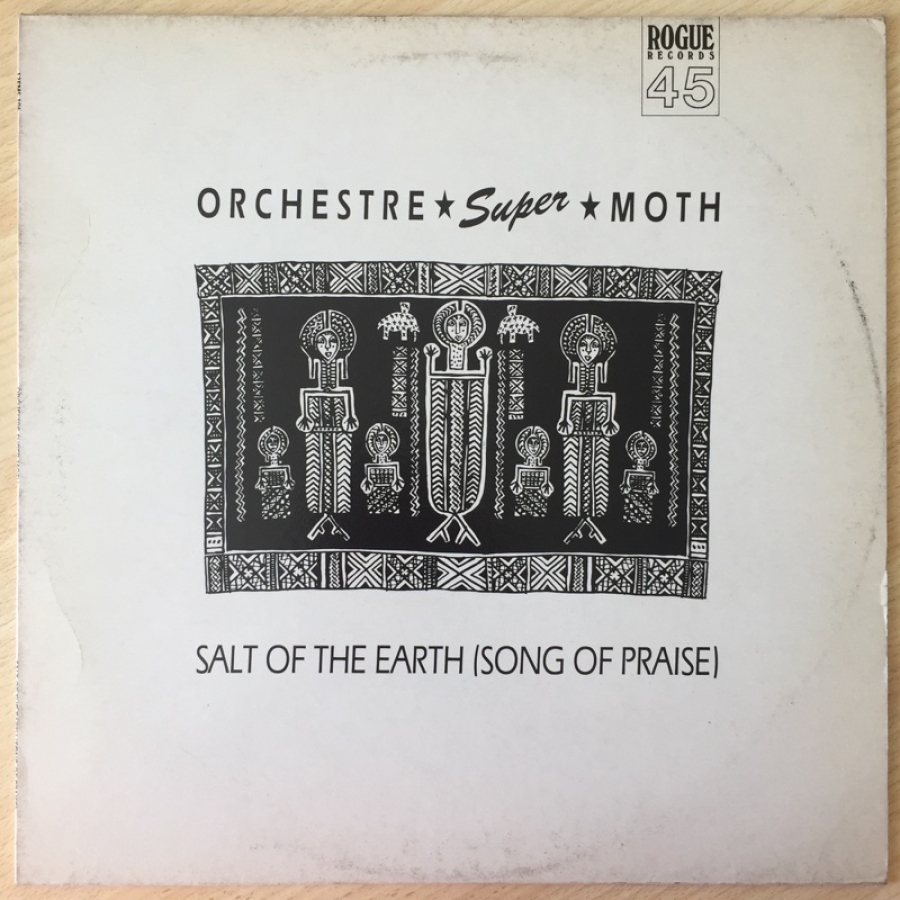 ROGUE
RECORDS
45
ORCHESTRE★Super★MOTH
SALT OF THE EARTH (SONG OF PRAISE)